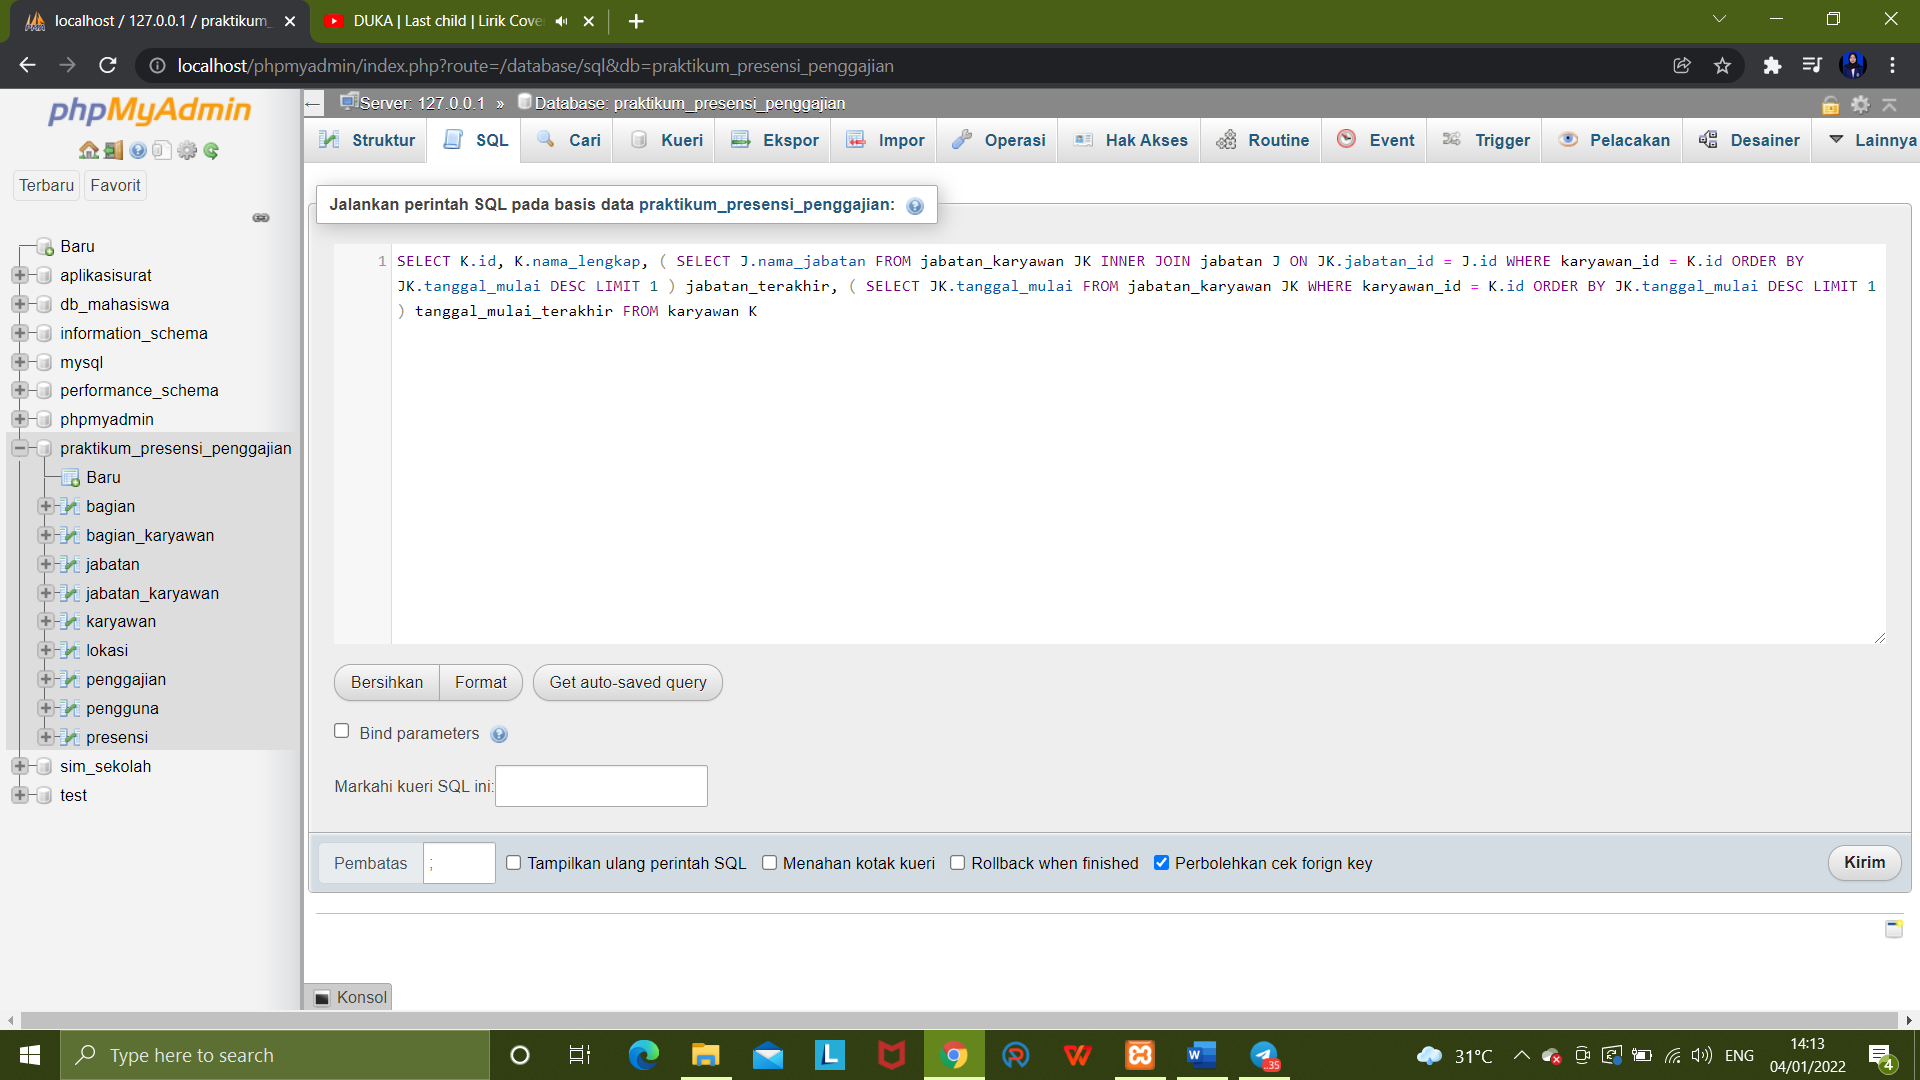 localhost / 127.0.0.1 / praktikum_
DUKA | Last child | Lirik Cove
localhost/phpmyadmin/index.php?route=/database/sql&db=praktikum_presensi_penggajian
phpMyAdmin
Terbaru
Favorit
Baru
aplikasisurat
db_mahasiswa
information_schema
mysql
performance_schema
phpmyadmin
praktikum_presensi_penggajian
Baru
bagian
bagian_karyawan
jabatan
jabatan_karyawan
karyawan
lokasi
penggajian
pengguna
presensi
sim_sekolah
test
Server: 127.0.0.1 » Database: praktikum_presensi_penggajian
Struktur
SQL
Cari
Kueri
Ekspor
Impor
Operasi
Hak Akses
Routine
Event
Trigger
Pelacakan
Desainer
Lainnya
Jalankan perintah SQL pada basis data praktikum_presensi_penggajian:
1 SELECT K.id, K.nama_lengkap, ( SELECT J.nama_jabatan FROM jabatan_karyawan JK INNER JOIN jabatan J ON JK.jabatan_id = J.id WHERE karyawan_id = K.id ORDER BY
JK.tanggal_mulai DESC LIMIT 1 ) jabatan_terakhir, ( SELECT JK.tanggal_mulai FROM jabatan_karyawan JK WHERE karyawan_id = K.id ORDER BY JK.tanggal_mulai DESC LIMIT 1
) tanggal_mulai_terakhir FROM karyawan K
Bersihkan
Format
Get auto-saved query
Bind parameters
Markahi kueri SQL ini:
Pembatas
;
Tampilkan ulang perintah SQL
Menahan kotak kueri
Rollback when finished
Perbolehkan cek forign key
Kirim
Konsol
Type here to search
31°C
ENG
14:13
04/01/2022
4
..35